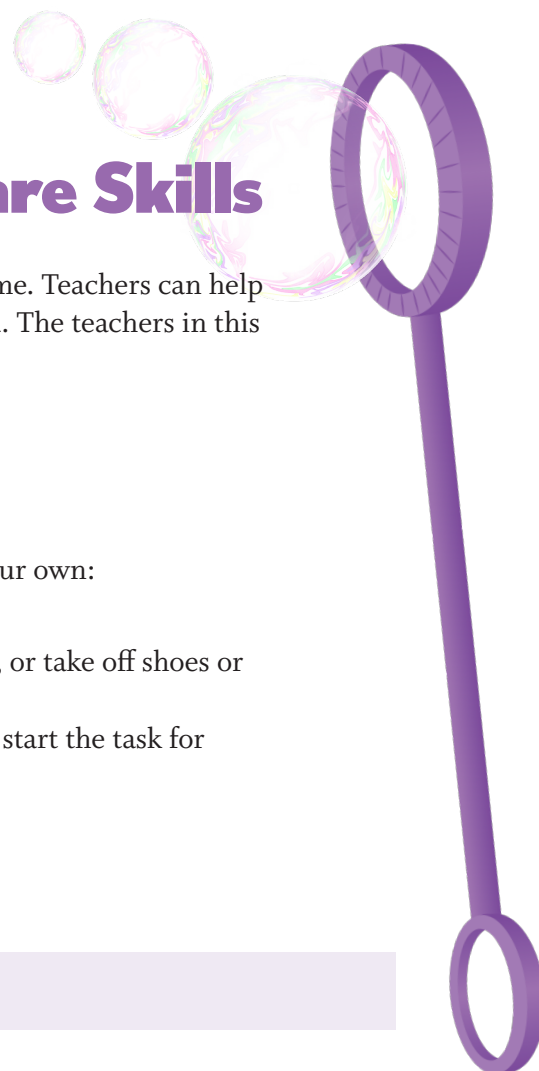 are Skills
me. Teachers can help
. The teachers in this
ur own:
, or take off shoes or
start the task for